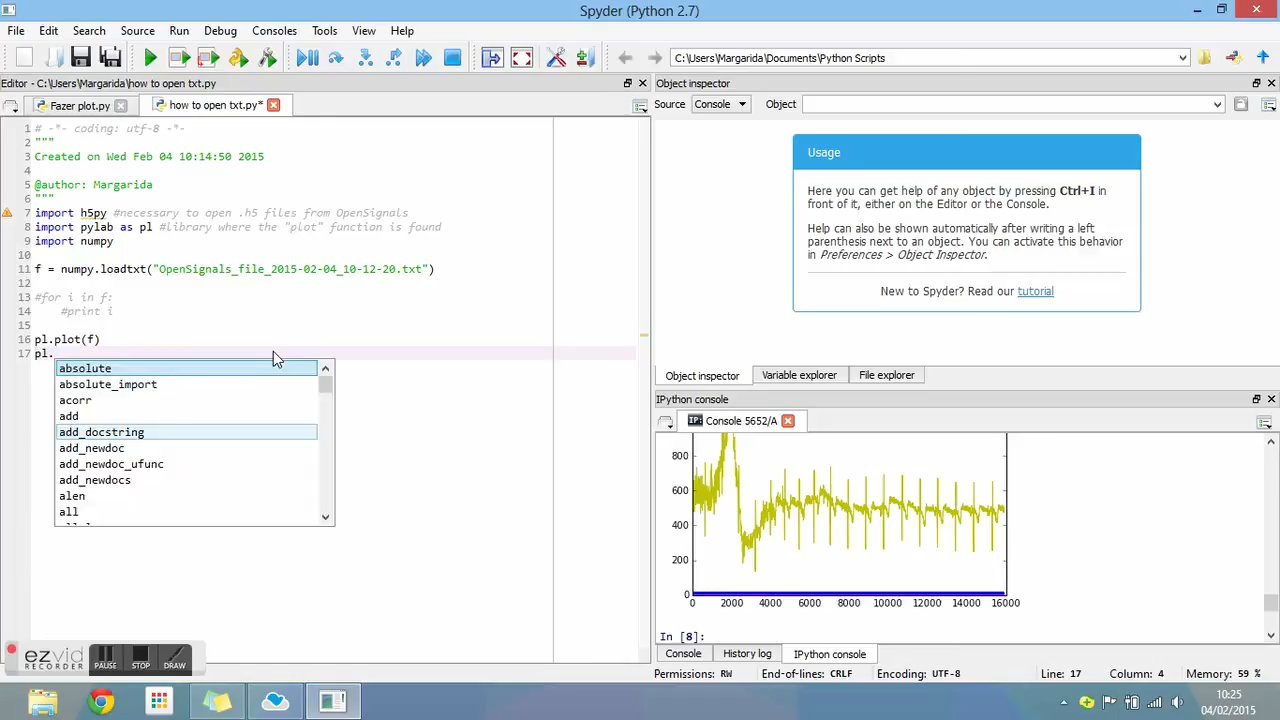 Spyder (Python 2.7)
File Edit Search Source Run Debug Consoles Tools View Help
C:\Users\Margarida\Documents\Python Scripts
Editor - C:\Users\Margarida\how to open txt.py
Fazer plot.py
how to open txt.py*
1 # -*- coding: utf-8 -*-
2 """
3 Created on Wed Feb 04 10:14:50 2015
4
5 @author: Margarida
6 """
7 import h5py #necessary to open .h5 files from OpenSignals
8 import pylab as pl #library where the "plot" function is found
9 import numpy
10
11 f = numpy.loadtxt("OpenSignals_file_2015-02-04_10-12-20.txt")
12
13 #for i in f:
14 #print i
15
16 pl.plot(f)
17 pl.
absolute
absolute_import
acorr
add
add_docstring
add_newdoc
add_newdoc_ufunc
add_newdocs
alen
all
Object inspector
Source Console Object
Usage
Here you can get help of any object by pressing Ctrl+I in
front of it, either on the Editor or the Console.
Help can also be shown automatically after writing a left
parenthesis next to an object. You can activate this behavior
in Preferences > Object Inspector.
New to Spyder? Read our tutorial
Object inspector Variable explorer File explorer
IPython console
IP: Console 5652/A
800
600
400
200
0
0 2000 4000 6000 8000 10000 12000 14000 16000
In [8]:
Console History log IPython console
ezvid
RECORDER
PAUSE STOP DRAW
Permissions: RW End-of-lines: CRLF Encoding: UTF-8 Line: 17 Column: 4 Memory: 59 %
10:25
04/02/2015